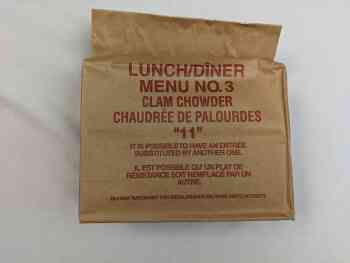 LUNCH/DÎNER
MENU NO. 3
CLAM CHOWDER
CHAUDRÉE DE PALOURDES
"11"
IT IS POSSIBLE TO HAVE AN ENTRÉE
SUBSTITUTED BY ANOTHER ONE.
IL EST POSSIBLE QU'UN PLAT DE
RÉSISTANCE SOIT REMPLACÉ PAR UN
AUTRE.